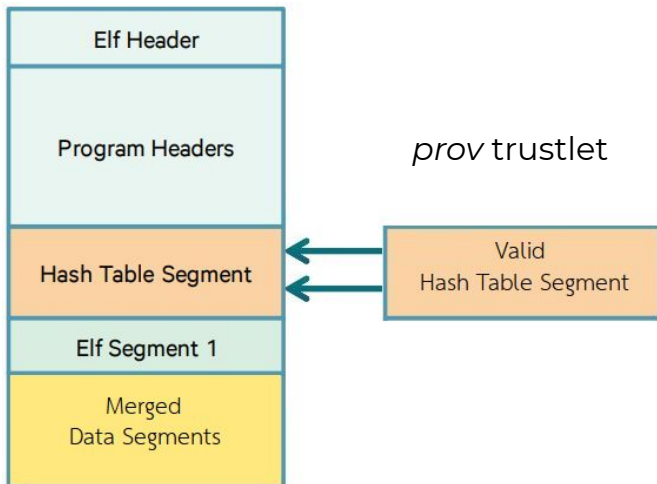 Elf Header
Program Headers
prov trustlet
Hash Table Segment
Valid
Hash Table Segment
Elf Segment 1
Merged
Data Segments